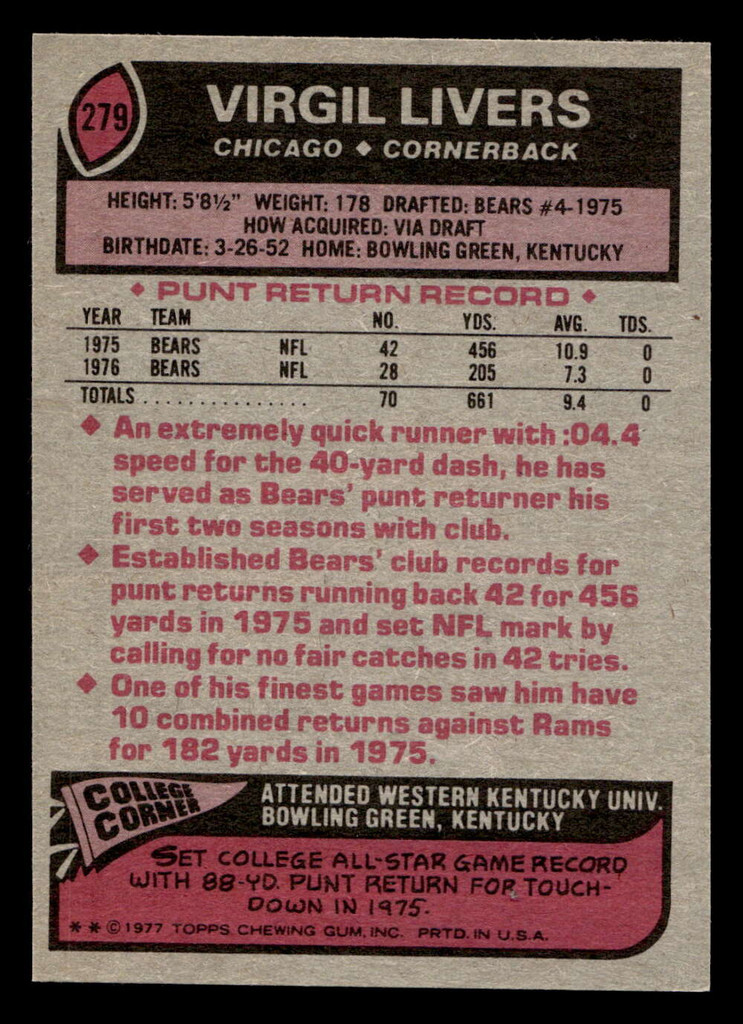 279
VIRGIL LIVERS
CHICAGO ♦ CORNERBACK
HEIGHT: 5'8½" WEIGHT: 178 DRAFTED: BEARS #4-1975
HOW ACQUIRED: VIA DRAFT
BIRTHDATE: 3-26-52 HOME: BOWLING GREEN, KENTUCKY
♦ PUNT RETURN RECORD ♦
YEAR TEAM NO. YDS. AVG. TDS.
1975 BEARS NFL 42 456 10.9 0
1976 BEARS NFL 28 205 7.3 0
TOTALS . . . . . . . . . . . . . . . . 70 661 9.4 0
♦ An extremely quick runner with :04.4
speed for the 40-yard dash, he has
served as Bears' punt returner his
first two seasons with club.
♦ Established Bears' club records for
punt returns running back 42 for 456
yards in 1975 and set NFL mark by
calling for no fair catches in 42 tries.
♦ One of his finest games saw him have
10 combined returns against Rams
for 182 yards in 1975.
COLLEGE
CORNER
ATTENDED WESTERN KENTUCKY UNIV.
BOWLING GREEN, KENTUCKY
SET COLLEGE ALL-STAR GAME RECORD
WITH 88-YD. PUNT RETURN FOR TOUCH-
DOWN IN 1975.
* * © 1977 TOPPS CHEWING GUM, INC. PRTD. IN U.S.A.